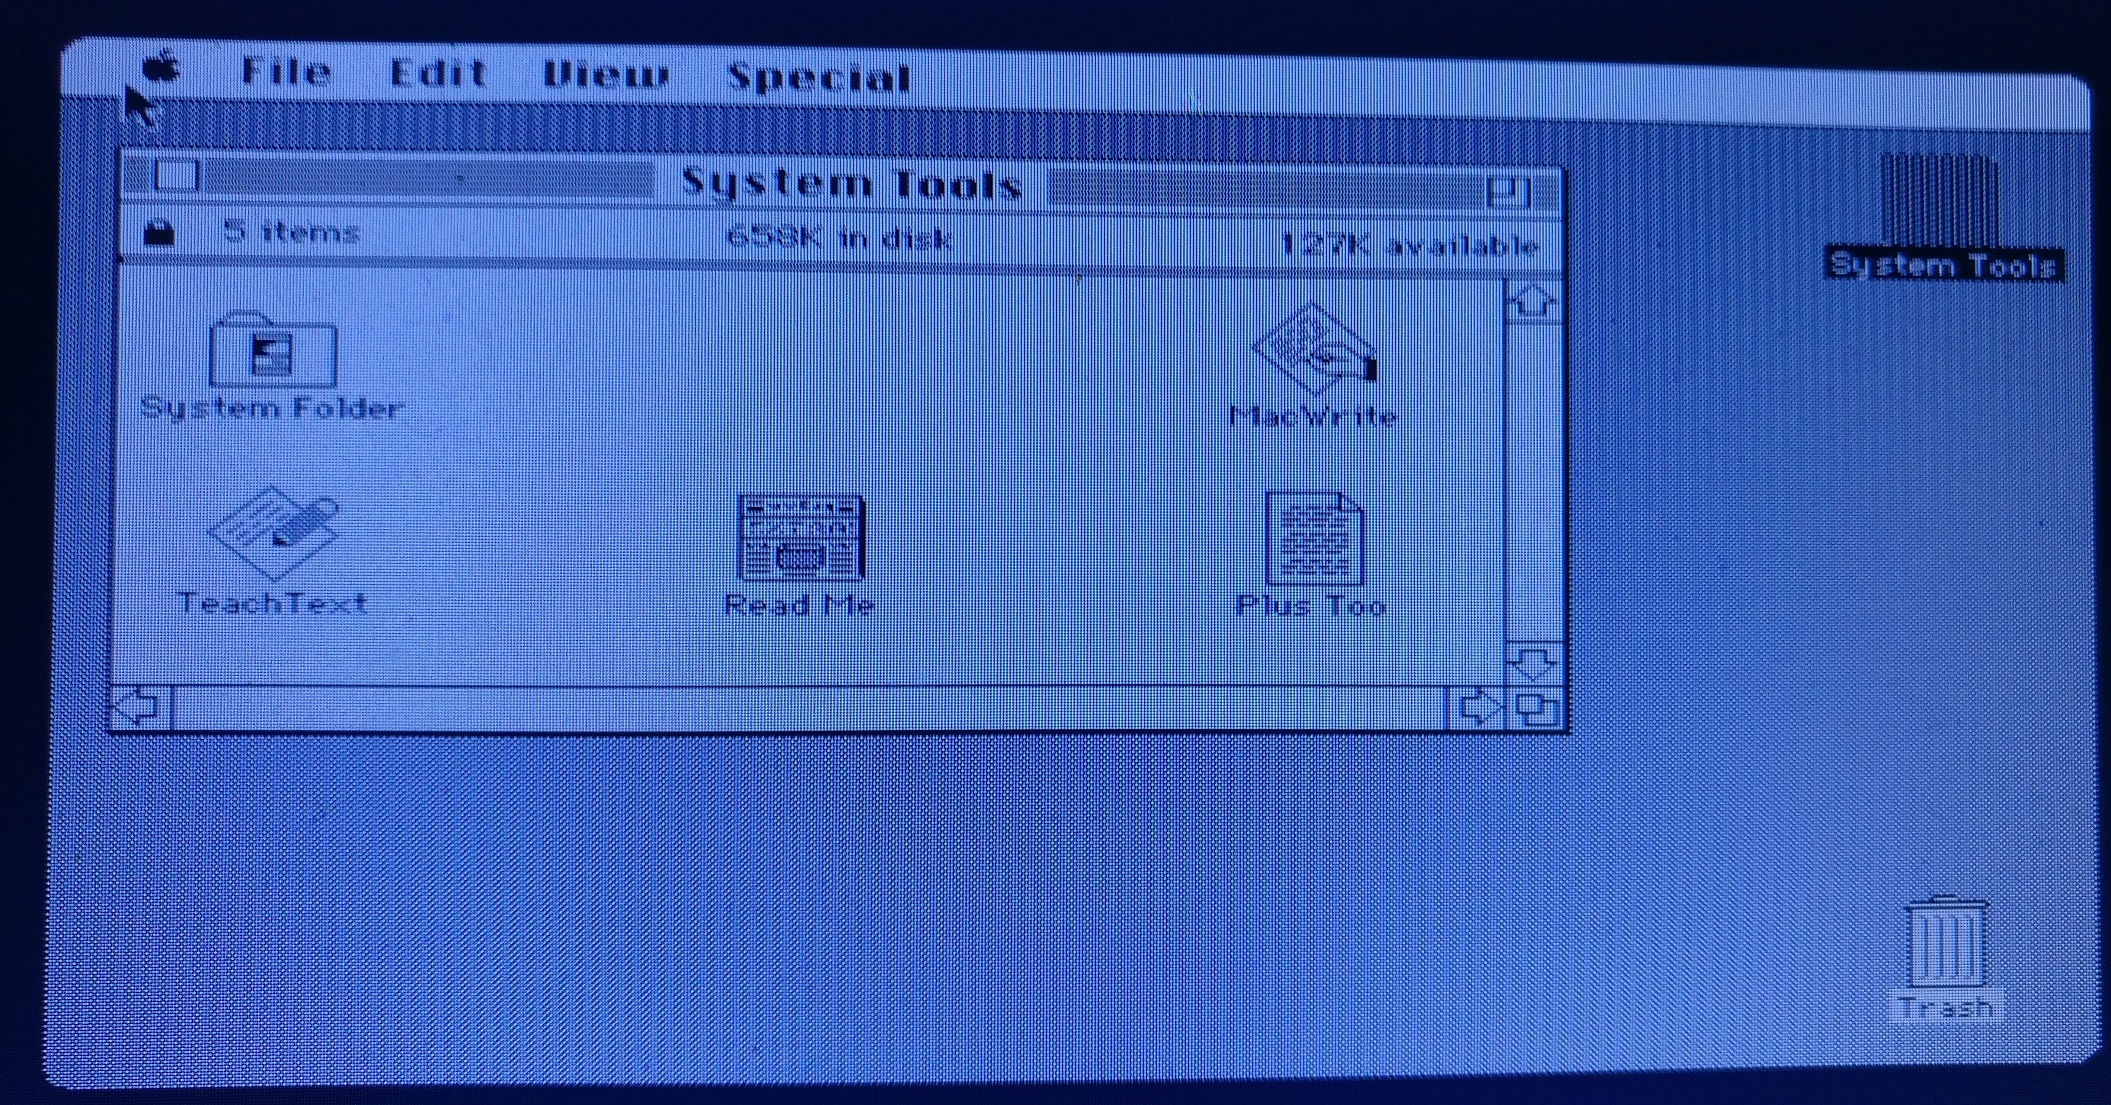 File Edit View Special
System Tools
5 items 658K in disk 127K available
System Tools
System Folder MacWrite
TeachText Read Me Plus Too
Trash